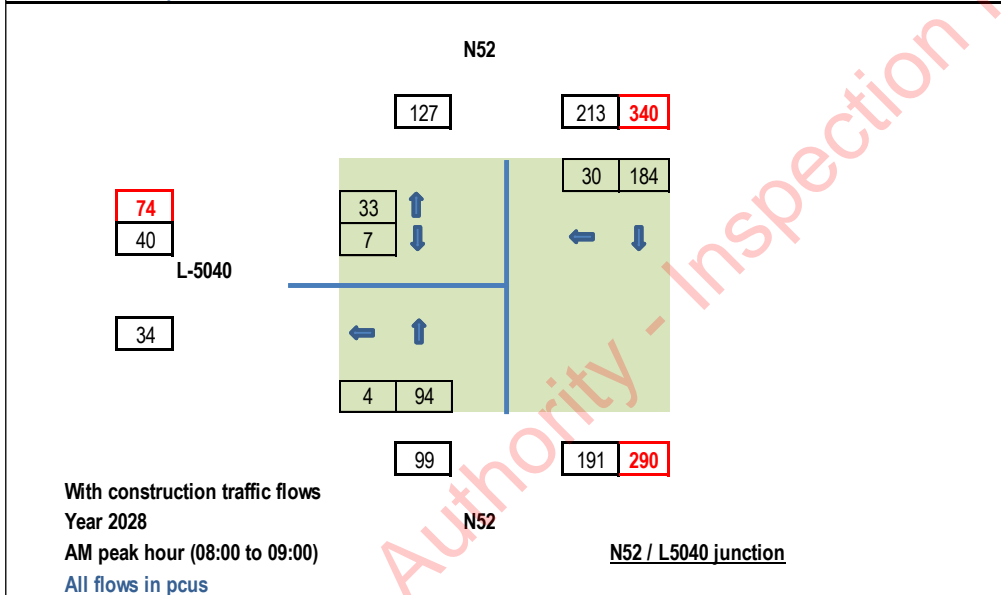 N52
127
213 340
30 184
74
33
40
7
L-5040
34
4 94
99
191 290
With construction traffic flows
Year 2028
N52
AM peak hour (08:00 to 09:00)
N52 / L5040 junction
All flows in pcus
Authority - Inspection